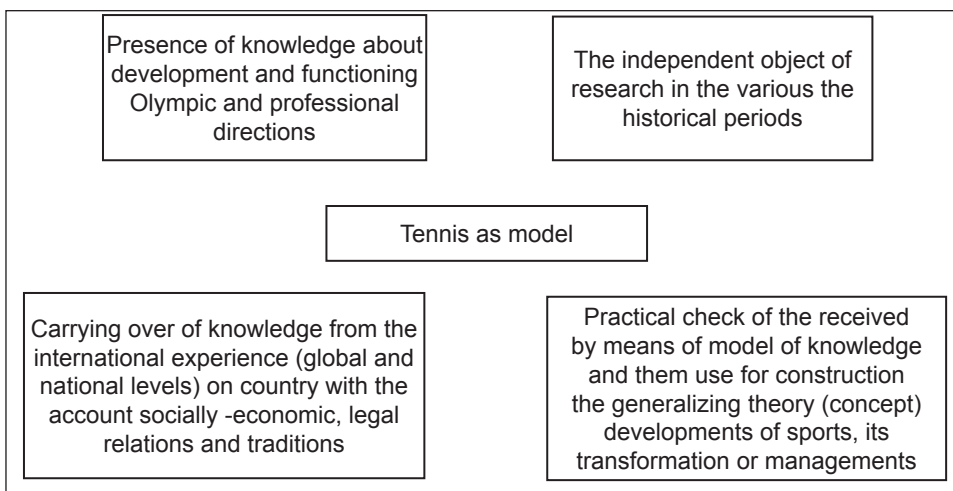 Presence of knowledge about
development and functioning
Olympic and professional
directions
The independent object of
research in the various the
historical periods
Tennis as model
Carrying over of knowledge from the
international experience (global and
national levels) on country with the
account socially -economic, legal
relations and traditions
Practical check of the received
by means of model of knowledge
and them use for construction
the generalizing theory (concept)
developments of sports, its
transformation or managements